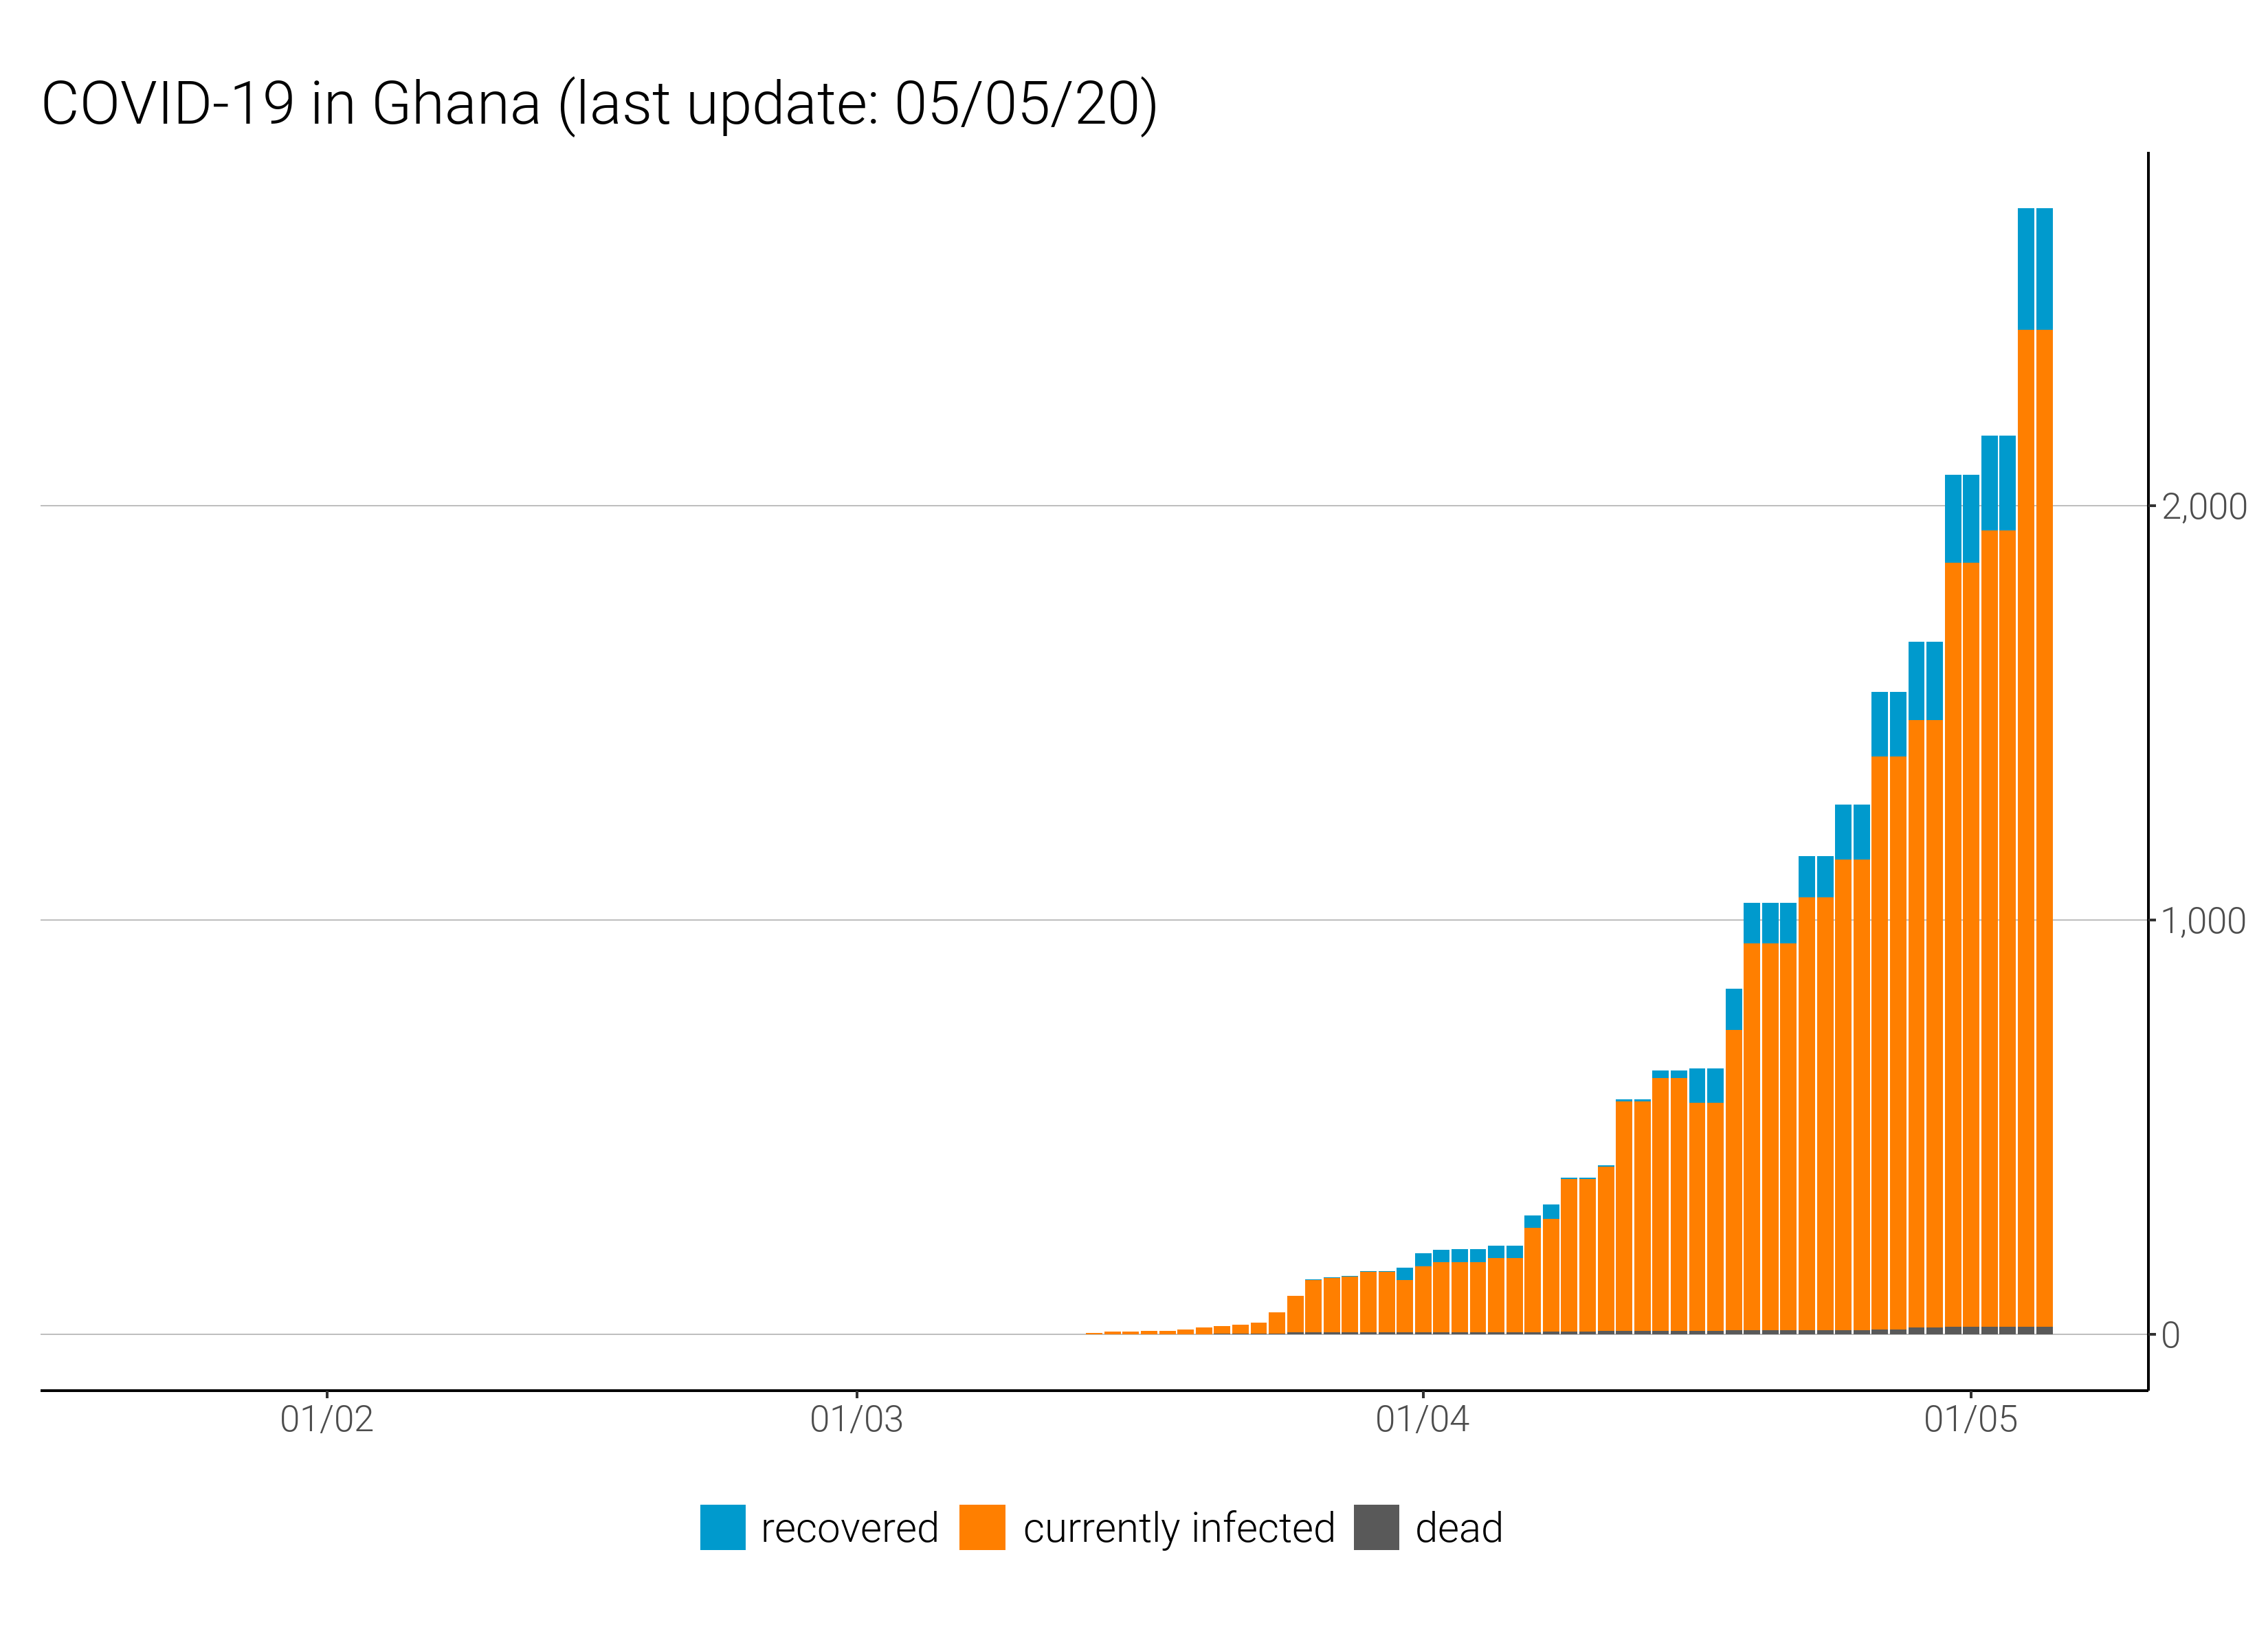 COVID-19 in Ghana (last update: 05/05/20)
2,000
1,000
0
01/02 01/03 01/04 01/05
recovered currently infected dead